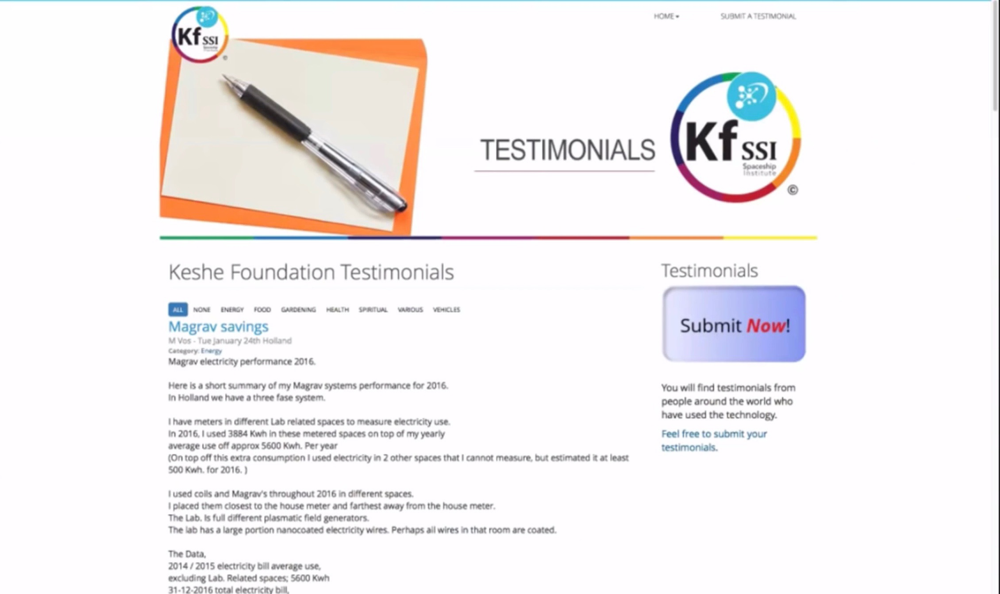 Kf SSI
©
HOME
SUBMIT A TESTIMONIAL
TESTIMONIALS
Kf SSI
Spaceship
Institute
©
Keshe Foundation Testimonials
ALL NONE ENERGY FOOD GARDENING HEALTH SPIRITUAL VARIOUS VEHICLES
Magrav savings
M Vos - Tue January 24th Holland
Category: Energy
Magrav electricity performance 2016.
Here is a short summary of my Magrav systems performance for 2016.
In Holland we have a three fase system.
I have meters in different Lab related spaces to measure electricity use.
In 2016, I used 3884 Kwh in these metered spaces on top of my yearly
average use off approx 5600 Kwh. Per year
(On top off this extra consumption I used electricity in 2 other spaces that I cannot measure, but estimated it at least
500 Kwh. for 2016. )
I used coils and Magrav's throughout 2016 in different spaces.
I placed them closest to the house meter and farthest away from the house meter.
The Lab. Is full different plasmatic field generators.
The lab has a large portion nanocoated electricity wires. Perhaps all wires in that room are coated.
The Data,
2014 / 2015 electricity bill average use,
excluding Lab. Related spaces; 5600 Kwh
31-12-2016 total electricity bill,
Testimonials
Submit Now!
You will find testimonials from
people around the world who
have used the technology.
Feel free to submit your
testimonials.